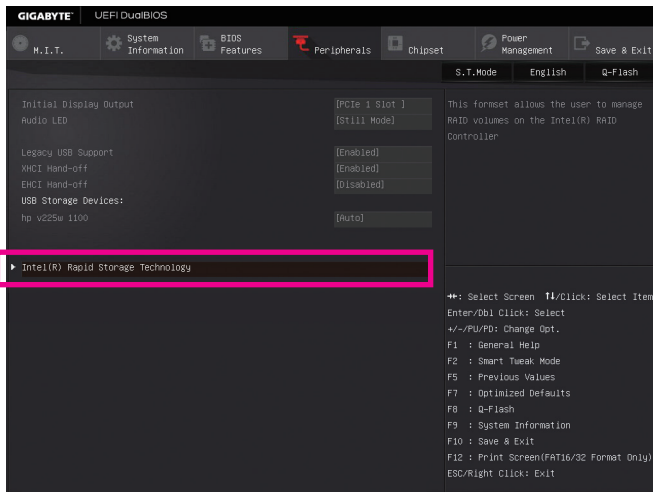 GIGABYTE™ UEFI DualBIOS
M.I.T. System Information BIOS Features Peripherals Chipset Power Management Save & Exit
S.T.Mode English Q-Flash
Initial Display Output [PCIe 1 Slot ]
Audio LED [Still Mode]
Legacy USB Support [Enabled]
XHCI Hand-off [Enabled]
EHCI Hand-off [Disabled]
USB Storage Devices:
hp v225w 1100 [Auto]
Intel(R) Rapid Storage Technology
This formset allows the user to manage
RAID volumes on the Intel(R) RAID
Controller
→←: Select Screen ↑↓/Click: Select Item
Enter/Dbl Click: Select
+/-/PU/PD: Change Opt.
F1 : General Help
F2 : Smart Tweak Mode
F5 : Previous Values
F7 : Optimized Defaults
F8 : Q-Flash
F9 : System Information
F10 : Save & Exit
F12 : Print Screen(FAT16/32 Format Only)
ESC/Right Click: Exit